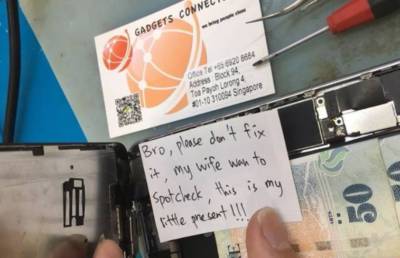 GADGETS CONNECT
we bring people closer
Office Tel +65 6920 8664
Address : Block 94,
Toa Payoh Lorong 4,
#01-10 310094 Singapore
Bro, please don't fix
it, my wife wan to
spotcheck, this is my
little present!!!
50